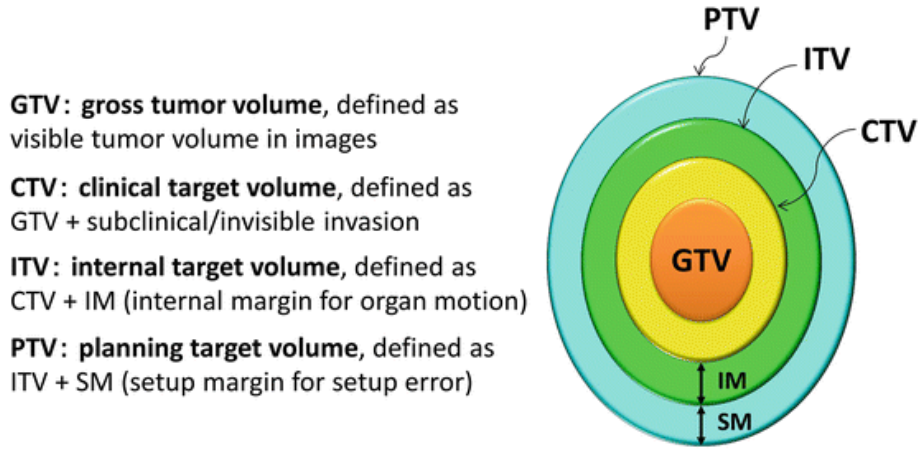 GTV: gross tumor volume, defined as
visible tumor volume in images
CTV: clinical target volume, defined as
GTV + subclinical/invisible invasion
ITV: internal target volume, defined as
CTV + IM (internal margin for organ motion)
PTV: planning target volume, defined as
ITV + SM (setup margin for setup error)
PTV
ITV
CTV
GTV
IM
SM